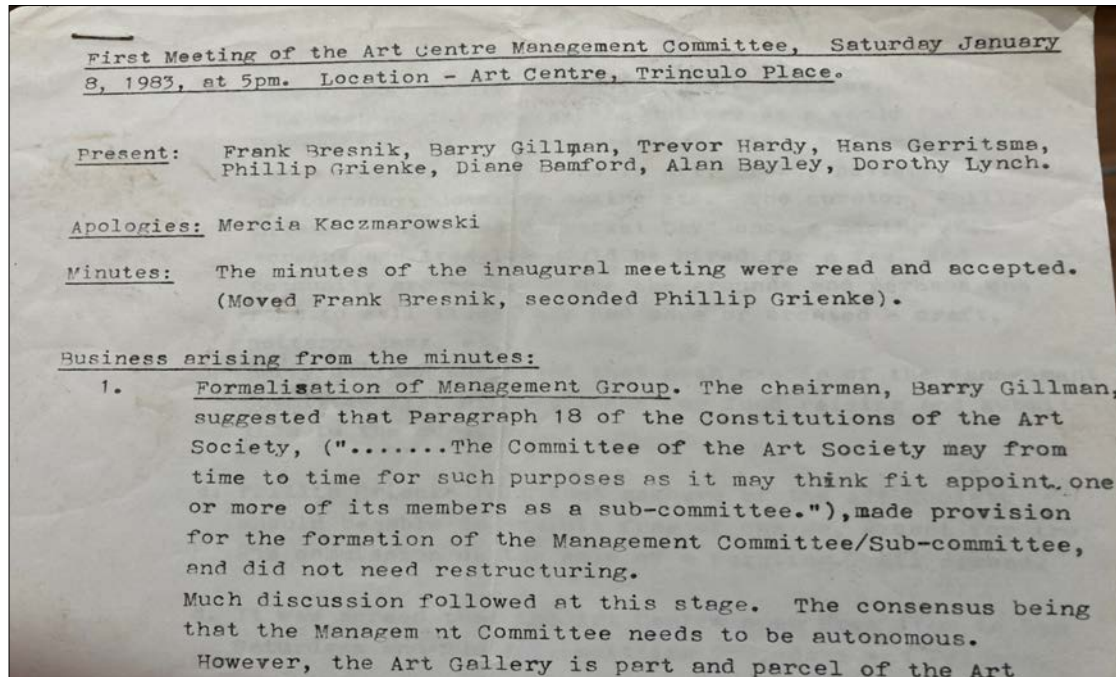 First Meeting of the Art Centre Management Committee, Saturday January
8, 1983, at 5pm. Location - Art Centre, Trinculo Place.
Present: Frank Bresnik, Barry Gillman, Trevor Hardy, Hans Gerritsma,
Phillip Grienke, Diane Bamford, Alan Bayley, Dorothy Lynch.
Apologies: Mercia Kaczmarowski
Minutes: The minutes of the inaugural meeting were read and accepted.
(Moved Frank Bresnik, seconded Phillip Grienke).
Business arising from the minutes:
1. Formalisation of Management Group. The chairman, Barry Gillman,
suggested that Paragraph 18 of the Constitutions of the Art
Society, (".......The Committee of the Art Society may from
time to time for such purposes as it may think fit appoint one
or more of its members as a sub-committee."),made provision
for the formation of the Management Committee/Sub-committee,
and did not need restructuring.
Much discussion followed at this stage. The consensus being
that the Managem nt Committee needs to be autonomous.
However, the Art Gallery is part and parcel of the Art